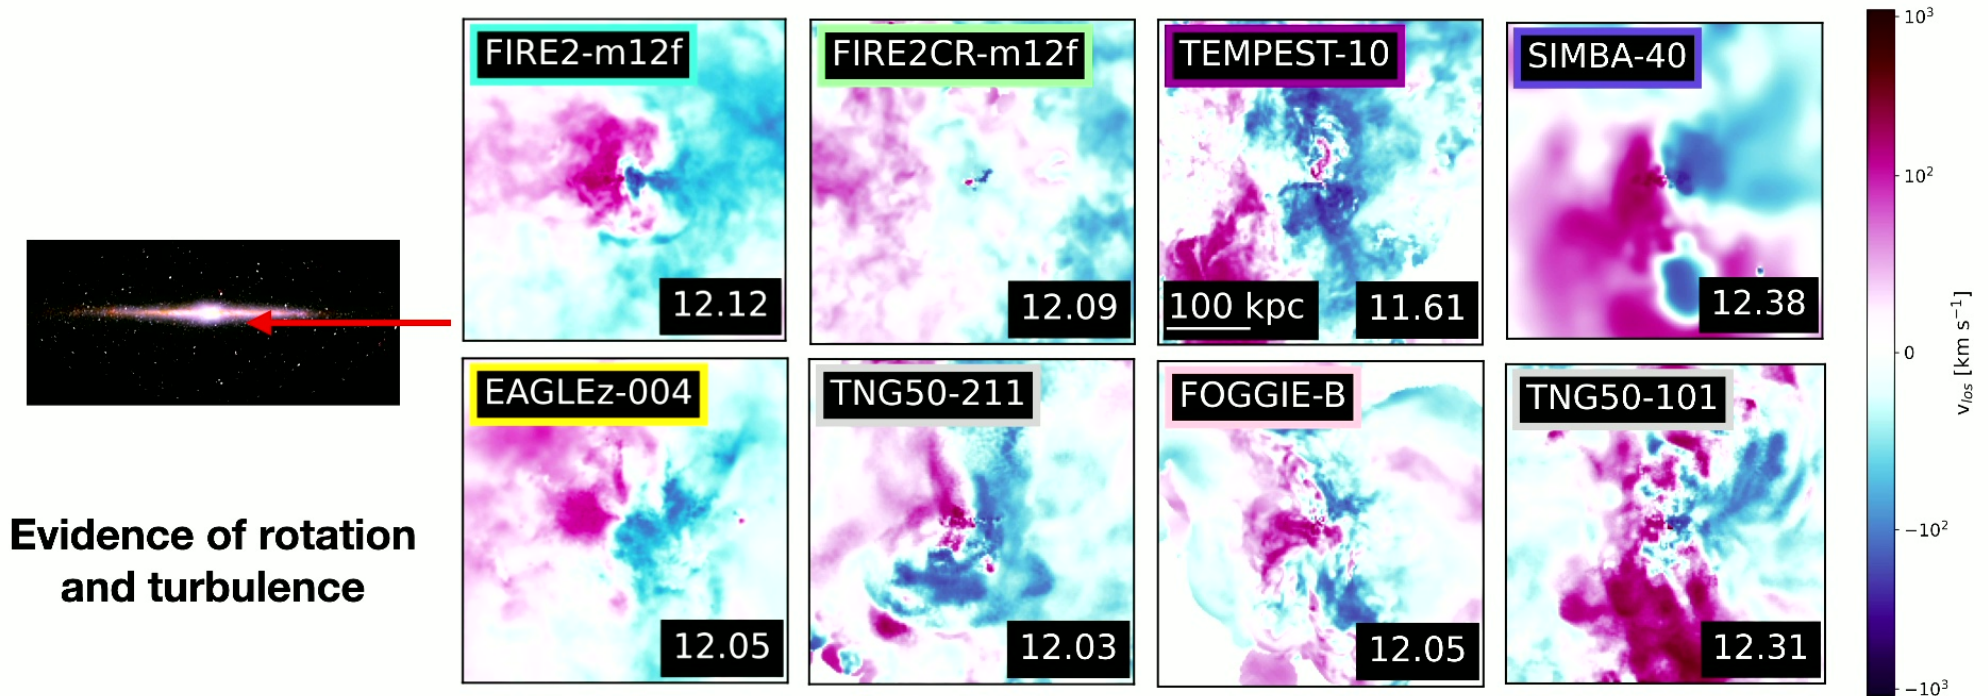 FIRE2-m12f
12.12
FIRE2CR-m12f
12.09
TEMPEST-10
100 kpc
11.61
SIMBA-40
12.38
EAGLEz-004
12.05
TNG50-211
12.03
FOGGIE-B
12.05
TNG50-101
12.31
10³
10²
0
−10²
−10³
v_los [km s⁻¹]
Evidence of rotation
and turbulence